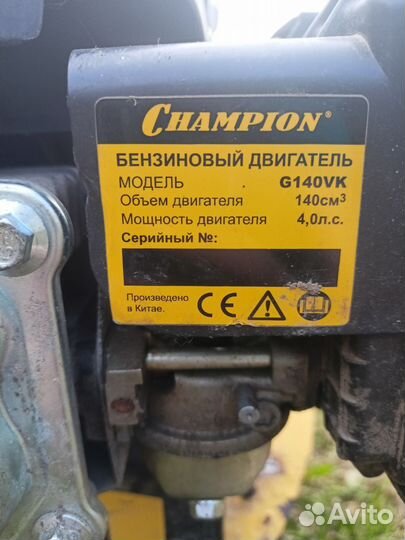 CHAMPION®
БЕНЗИНОВЫЙ ДВИГАТЕЛЬ
МОДЕЛЬ G140VK
Объем двигателя 140см³
Мощность двигателя 4,0л.с.
Серийный №:
Произведено
в Китае.
CE
Avito